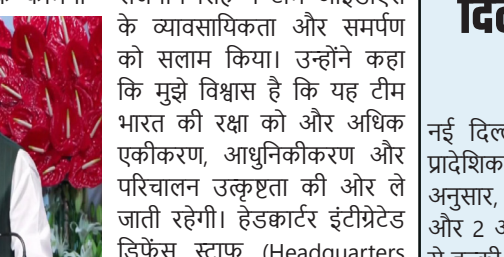 के व्यावसायिकता और समर्पण
को सलाम किया। उन्होंने कहा
कि मुझे विश्वास है कि यह टीम
भारत की रक्षा को और अधिक
एकीकरण, आधुनिकीकरण और
परिचालन उत्कृष्टता की ओर ले
जाती रहेगी। हेडक्वार्टर इंटीग्रेटेड
डिफेंस स्टाफ (Headquarters
नई
प्रादेशिक
अनुसार,
और 2